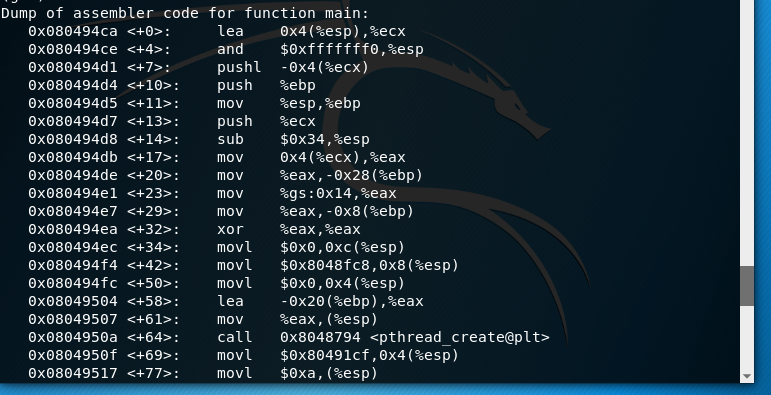 Dump of assembler code for function main:
0x080494ca <+0>: lea 0x4(%esp),%ecx
0x080494ce <+4>: and $0xfffffff0,%esp
0x080494d1 <+7>: pushl -0x4(%ecx)
0x080494d4 <+10>: push %ebp
0x080494d5 <+11>: mov %esp,%ebp
0x080494d7 <+13>: push %ecx
0x080494d8 <+14>: sub $0x34,%esp
0x080494db <+17>: mov 0x4(%ecx),%eax
0x080494de <+20>: mov %eax,-0x28(%ebp)
0x080494e1 <+23>: mov %gs:0x14,%eax
0x080494e7 <+29>: mov %eax,-0x8(%ebp)
0x080494ea <+32>: xor %eax,%eax
0x080494ec <+34>: movl $0x0,0xc(%esp)
0x080494f4 <+42>: movl $0x8048fc8,0x8(%esp)
0x080494fc <+50>: movl $0x0,0x4(%esp)
0x08049504 <+58>: lea -0x20(%ebp),%eax
0x08049507 <+61>: mov %eax,(%esp)
0x0804950a <+64>: call 0x8048794 <pthread_create@plt>
0x0804950f <+69>: movl $0x80491cf,0x4(%esp)
0x08049517 <+77>: movl $0xa,(%esp)